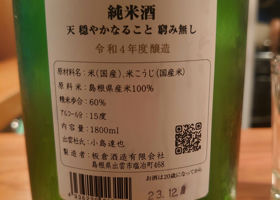 純米酒
天 穏やかなること 窮み無し
令和4年度醸造
原材料名：米(国産)、米こうじ(国産米)
原料米：島根県産米100%
精米歩合：60%
アルコール分：15度
内容量：1800ml
出雲杜氏：小島達也
製造者：板倉酒造有限会社
島根県出雲市塩冶町468
お酒は20歳になってから
23.12.